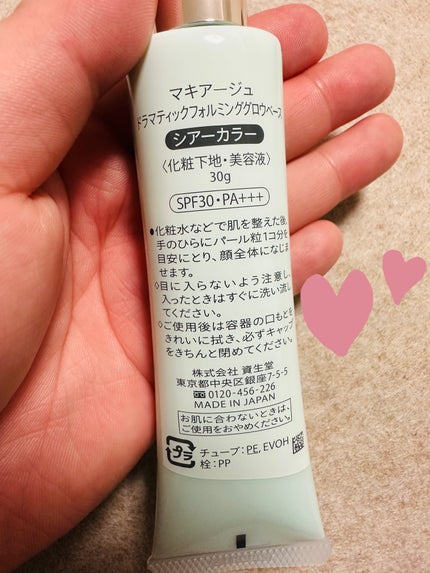 マキアージュ
ドラマティックフォルミンググロウベース
シアーカラー
〈化粧下地・美容液〉
30g
SPF30・PA+++
●化粧水などで肌を整えた後、
手のひらにパール粒1コ分を
目安にとり、顔全体になじま
せます。
◇目に入らないよう注意し、
入ったときはすぐに洗い流し
てください。
◇ご使用後は容器の口もとを
きれいに拭き、必ずキャップ
をきちんと閉めてください。
株式会社 資生堂
東京都中央区銀座7-5-5
0120-456-226
MADE IN JAPAN
お肌に合わないときは、
ご使用をおやめください。
プラ
チューブ：PE, EVOH
栓：PP